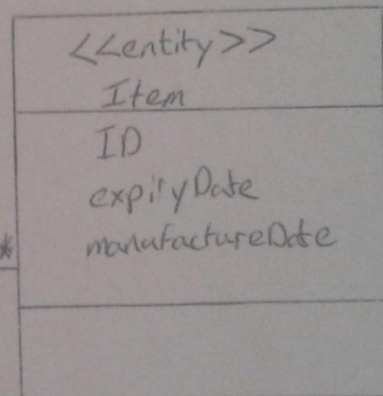 <<entity>>
Item
ID
expiryDate
manufactureDate
*